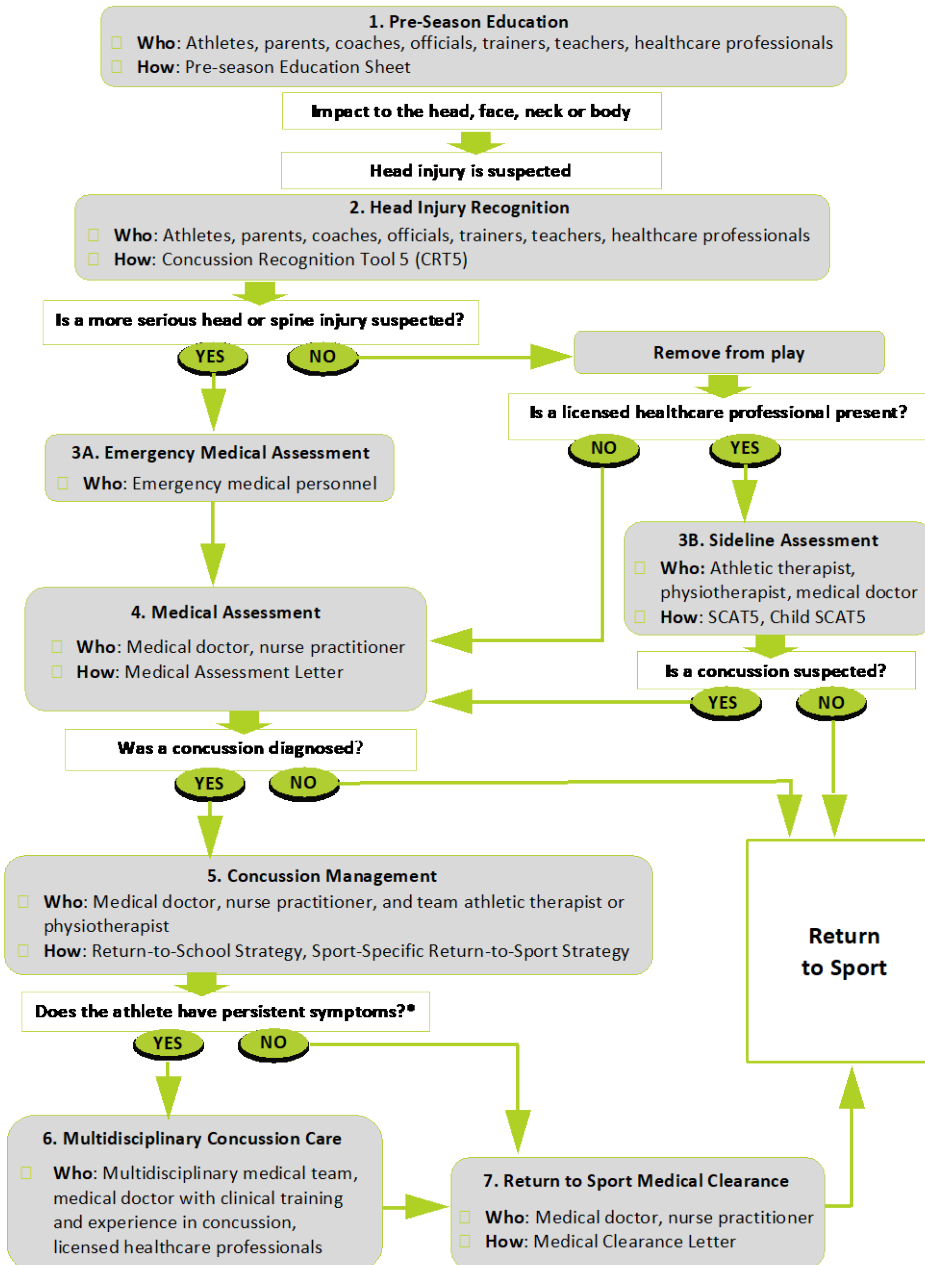 1. Pre-Season Education
Who: Athletes, parents, coaches, officials, trainers, teachers, healthcare professionals
How: Pre-season Education Sheet
Impact to the head, face, neck or body
Head injury is suspected
2. Head Injury Recognition
Who: Athletes, parents, coaches, officials, trainers, teachers, healthcare professionals
How: Concussion Recognition Tool 5 (CRT5)
Is a more serious head or spine injury suspected?
YES
NO
Remove from play
Is a licensed healthcare professional present?
NO
YES
3A. Emergency Medical Assessment
Who: Emergency medical personnel
3B. Sideline Assessment
Who: Athletic therapist,
physiotherapist, medical doctor
How: SCAT5, Child SCAT5
4. Medical Assessment
Who: Medical doctor, nurse practitioner
How: Medical Assessment Letter
Is a concussion suspected?
YES
NO
Was a concussion diagnosed?
YES
NO
5. Concussion Management
Who: Medical doctor, nurse practitioner, and team athletic therapist or
physiotherapist
How: Return-to-School Strategy, Sport-Specific Return-to-Sport Strategy
Return
to Sport
Does the athlete have persistent symptoms?*
YES
NO
6. Multidisciplinary Concussion Care
Who: Multidisciplinary medical team,
medical doctor with clinical training
and experience in concussion,
licensed healthcare professionals
7. Return to Sport Medical Clearance
Who: Medical doctor, nurse practitioner
How: Medical Clearance Letter